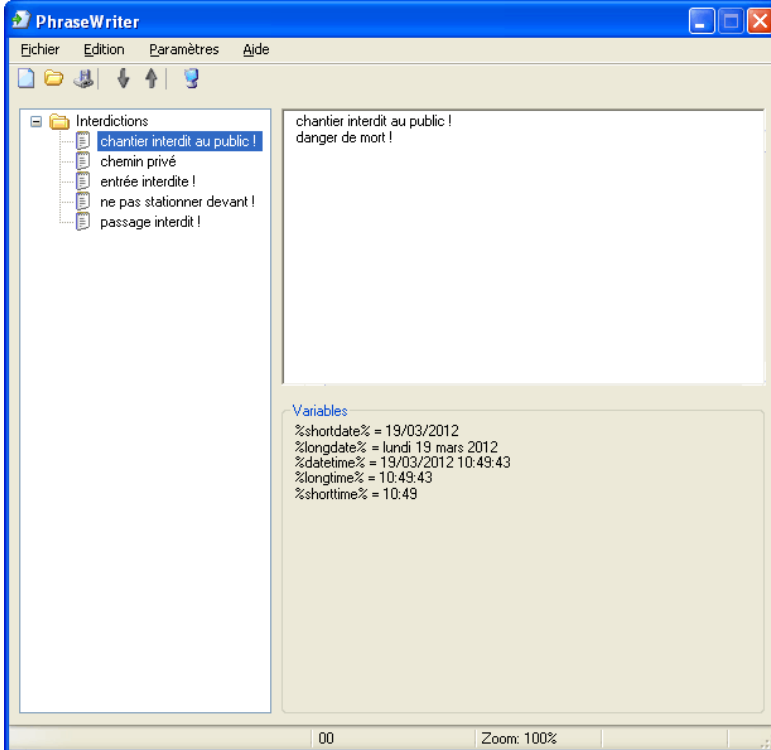 PhraseWriter
Fichier Edition Paramètres Aide
Interdictions
chantier interdit au public !
chemin privé
entrée interdite !
ne pas stationner devant !
passage interdit !
chantier interdit au public !
danger de mort !
Variables
%shortdate% = 19/03/2012
%longdate% = lundi 19 mars 2012
%datetime% = 19/03/2012 10:49:43
%longtime% = 10:49:43
%shorttime% = 10:49
00 Zoom: 100%